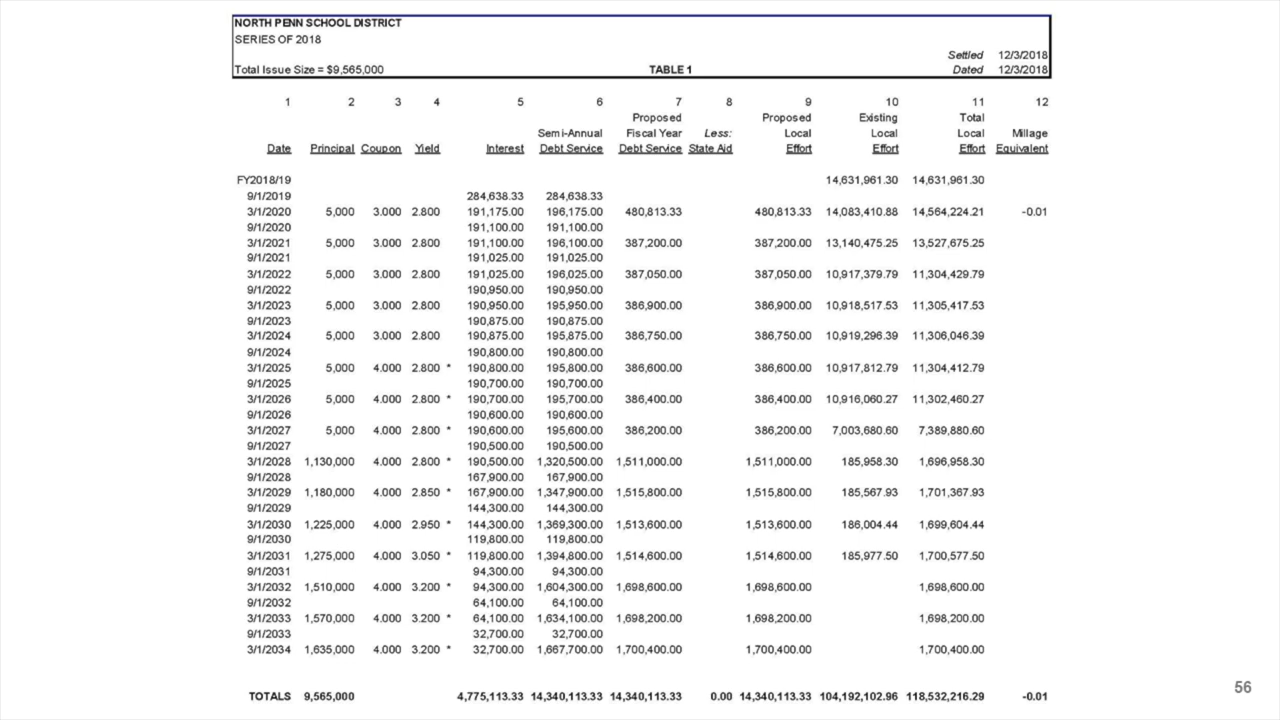 NORTH PENN SCHOOL DISTRICT
SERIES OF 2018
Settled 12/3/2018
Total Issue Size = $9,565,000 TABLE 1 Dated 12/3/2018
1 2 3 4 5 6 7 8 9 10 11 12
Proposed Proposed Existing Total
Semi-Annual Fiscal Year Less: Local Local Local Millage
Date Principal Coupon Yield Interest Debt Service Debt Service State Aid Effort Effort Effort Equivalent
FY2018/19 14,631,961.30 14,631,961.30
9/1/2019 284,638.33 284,638.33
3/1/2020 5,000 3.000 2.800 191,175.00 196,175.00 480,813.33 480,813.33 14,083,410.88 14,564,224.21 -0.01
9/1/2020 191,100.00 191,100.00
3/1/2021 5,000 3.000 2.800 191,100.00 196,100.00 387,200.00 387,200.00 13,140,475.25 13,527,675.25
9/1/2021 191,025.00 191,025.00
3/1/2022 5,000 3.000 2.800 191,025.00 196,025.00 387,050.00 387,050.00 10,917,379.79 11,304,429.79
9/1/2022 190,950.00 190,950.00
3/1/2023 5,000 3.000 2.800 190,950.00 195,950.00 386,900.00 386,900.00 10,918,517.53 11,305,417.53
9/1/2023 190,875.00 190,875.00
3/1/2024 5,000 3.000 2.800 190,875.00 195,875.00 386,750.00 386,750.00 10,919,296.39 11,306,046.39
9/1/2024 190,800.00 190,800.00
3/1/2025 5,000 4.000 2.800 * 190,800.00 195,800.00 386,600.00 386,600.00 10,917,812.79 11,304,412.79
9/1/2025 190,700.00 190,700.00
3/1/2026 5,000 4.000 2.800 * 190,700.00 195,700.00 386,400.00 386,400.00 10,916,060.27 11,302,460.27
9/1/2026 190,600.00 190,600.00
3/1/2027 5,000 4.000 2.800 * 190,600.00 195,600.00 386,200.00 386,200.00 7,003,680.60 7,389,880.60
9/1/2027 190,500.00 190,500.00
3/1/2028 1,130,000 4.000 2.800 * 190,500.00 1,320,500.00 1,511,000.00 1,511,000.00 185,958.30 1,696,958.30
9/1/2028 167,900.00 167,900.00
3/1/2029 1,180,000 4.000 2.850 * 167,900.00 1,347,900.00 1,515,800.00 1,515,800.00 185,567.93 1,701,367.93
9/1/2029 144,300.00 144,300.00
3/1/2030 1,225,000 4.000 2.950 * 144,300.00 1,369,300.00 1,513,600.00 1,513,600.00 186,004.44 1,699,604.44
9/1/2030 119,800.00 119,800.00
3/1/2031 1,275,000 4.000 3.050 * 119,800.00 1,394,800.00 1,514,600.00 1,514,600.00 185,977.50 1,700,577.50
9/1/2031 94,300.00 94,300.00
3/1/2032 1,510,000 4.000 3.200 * 94,300.00 1,604,300.00 1,698,600.00 1,698,600.00 1,698,600.00
9/1/2032 64,100.00 64,100.00
3/1/2033 1,570,000 4.000 3.200 * 64,100.00 1,634,100.00 1,698,200.00 1,698,200.00 1,698,200.00
9/1/2033 32,700.00 32,700.00
3/1/2034 1,635,000 4.000 3.200 * 32,700.00 1,667,700.00 1,700,400.00 1,700,400.00 1,700,400.00
TOTALS 9,565,000 4,775,113.33 14,340,113.33 14,340,113.33 0.00 14,340,113.33 104,192,102.96 118,532,216.29 -0.01
56